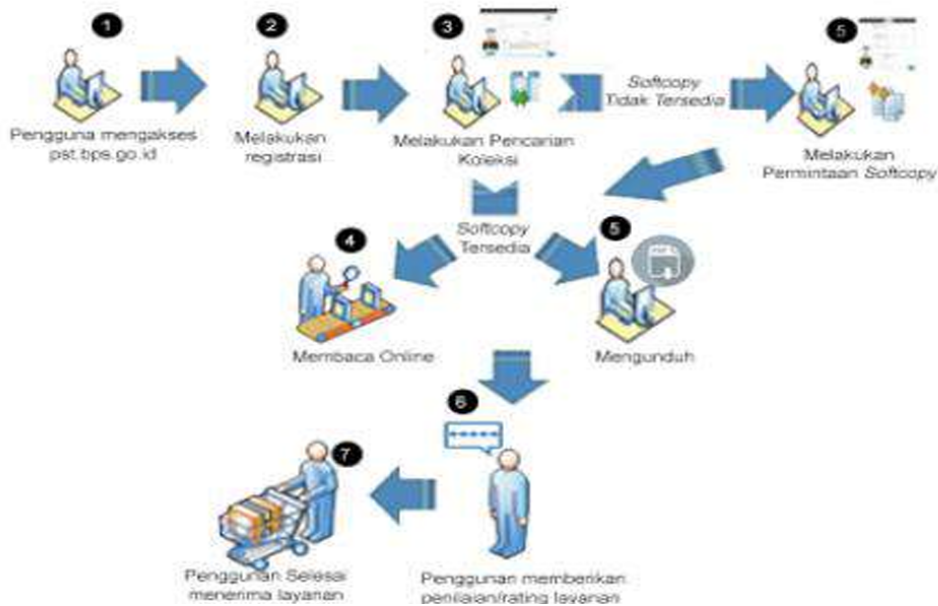 1
Pengguna mengakses
pst.bps.go.id
2
Melakukan
registrasi
3
Melakukan Pencarian
Koleksi
Softcopy
Tidak Tersedia
5
Melakukan
Permintaan Softcopy
Softcopy
Tersedia
4
Membaca Online
5
Mengunduh
6
Penggunan memberikan
penilaian/rating layanan
7
Penggunan Selesai
menerima layanan